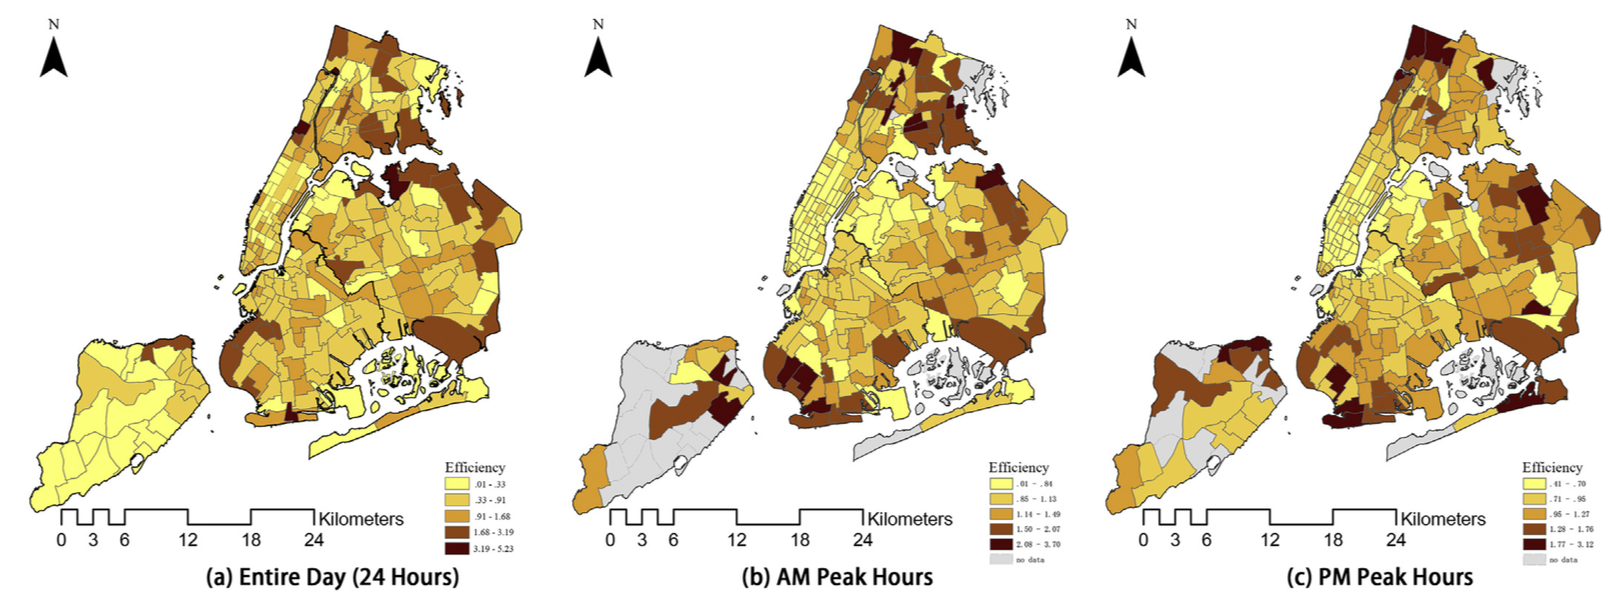 N
N
N
Efficiency
.01 - .33
.33 - .91
.91 - 1.68
1.68 - 3.19
3.19 - 5.23
Kilometers
0 3 6 12 18 24
(a) Entire Day (24 Hours)
Efficiency
.01 - .84
.85 - 1.13
1.14 - 1.49
1.50 - 2.07
2.08 - 3.70
no data
Kilometers
0 3 6 12 18 24
(b) AM Peak Hours
Efficiency
.41 - .70
.71 - .95
.95 - 1.27
1.28 - 1.76
1.77 - 3.12
no data
Kilometers
0 3 6 12 18 24
(c) PM Peak Hours